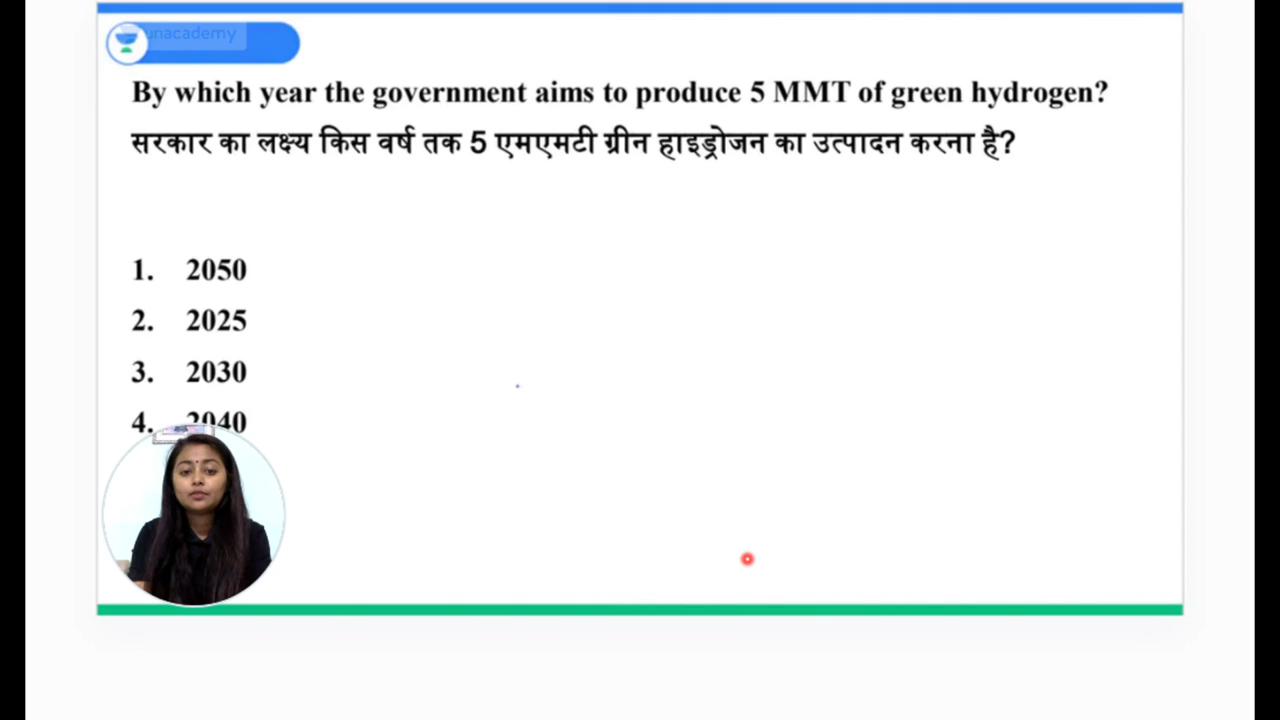 unacademy
By which year the government aims to produce 5 MMT of green hydrogen?
सरकार का लक्ष्य किस वर्ष तक 5 एमएमटी ग्रीन हाइड्रोजन का उत्पादन करना है?
1. 2050
2. 2025
3. 2030
4. 2040